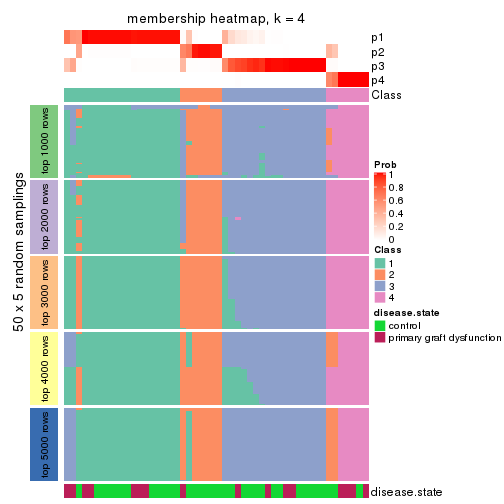 membership heatmap, k = 4
p1
p2
p3
p4
Class
50 x 5 random samplings
top 1000 rows
top 2000 rows
top 3000 rows
top 4000 rows
top 5000 rows
Prob
1
0.8
0.6
0.4
0.2
0
Class
1
2
3
4
disease.state
control
primary graft dysfunction
disease.state